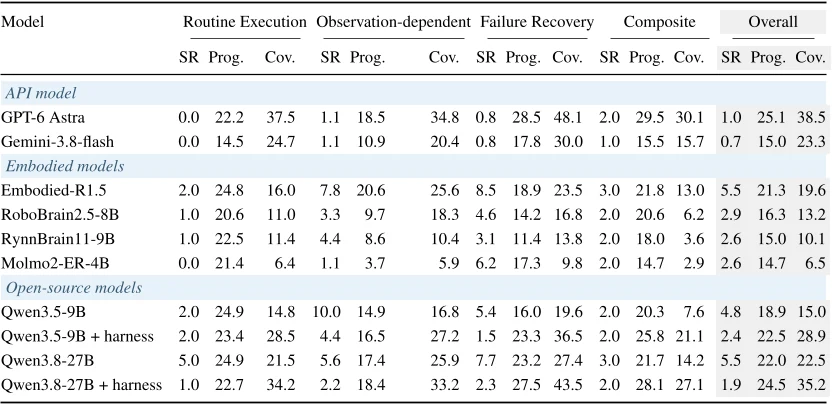 Model Routine Execution Observation-dependent Failure Recovery Composite Overall
SR Prog. Cov. SR Prog. Cov. SR Prog. Cov. SR Prog. Cov. SR Prog. Cov.
API model
GPT-6 Astra 0.0 22.2 37.5 1.1 18.5 34.8 0.8 28.5 48.1 2.0 29.5 30.1 1.0 25.1 38.5
Gemini-3.8-flash 0.0 14.5 24.7 1.1 10.9 20.4 0.8 17.8 30.0 1.0 15.5 15.7 0.7 15.0 23.3
Embodied models
Embodied-R1.5 2.0 24.8 16.0 7.8 20.6 25.6 8.5 18.9 23.5 3.0 21.8 13.0 5.5 21.3 19.6
RoboBrain2.5-8B 1.0 20.6 11.0 3.3 9.7 18.3 4.6 14.2 16.8 2.0 20.6 6.2 2.9 16.3 13.2
RynnBrain11-9B 1.0 22.5 11.4 4.4 8.6 10.4 3.1 11.4 13.8 2.0 18.0 3.6 2.6 15.0 10.1
Molmo2-ER-4B 0.0 21.4 6.4 1.1 3.7 5.9 6.2 17.3 9.8 2.0 14.7 2.9 2.6 14.7 6.5
Open-source models
Qwen3.5-9B 2.0 24.9 14.8 10.0 14.9 16.8 5.4 16.0 19.6 2.0 20.3 7.6 4.8 18.9 15.0
Qwen3.5-9B + harness 2.0 23.4 28.5 4.4 16.5 27.2 1.5 23.3 36.5 2.0 25.8 21.1 2.4 22.5 28.9
Qwen3.8-27B 5.0 24.9 21.5 5.6 17.4 25.9 7.7 23.2 27.4 3.0 21.7 14.2 5.5 22.0 22.5
Qwen3.8-27B + harness 1.0 22.7 34.2 2.2 18.4 33.2 2.3 27.5 43.5 2.0 28.1 27.1 1.9 24.5 35.2